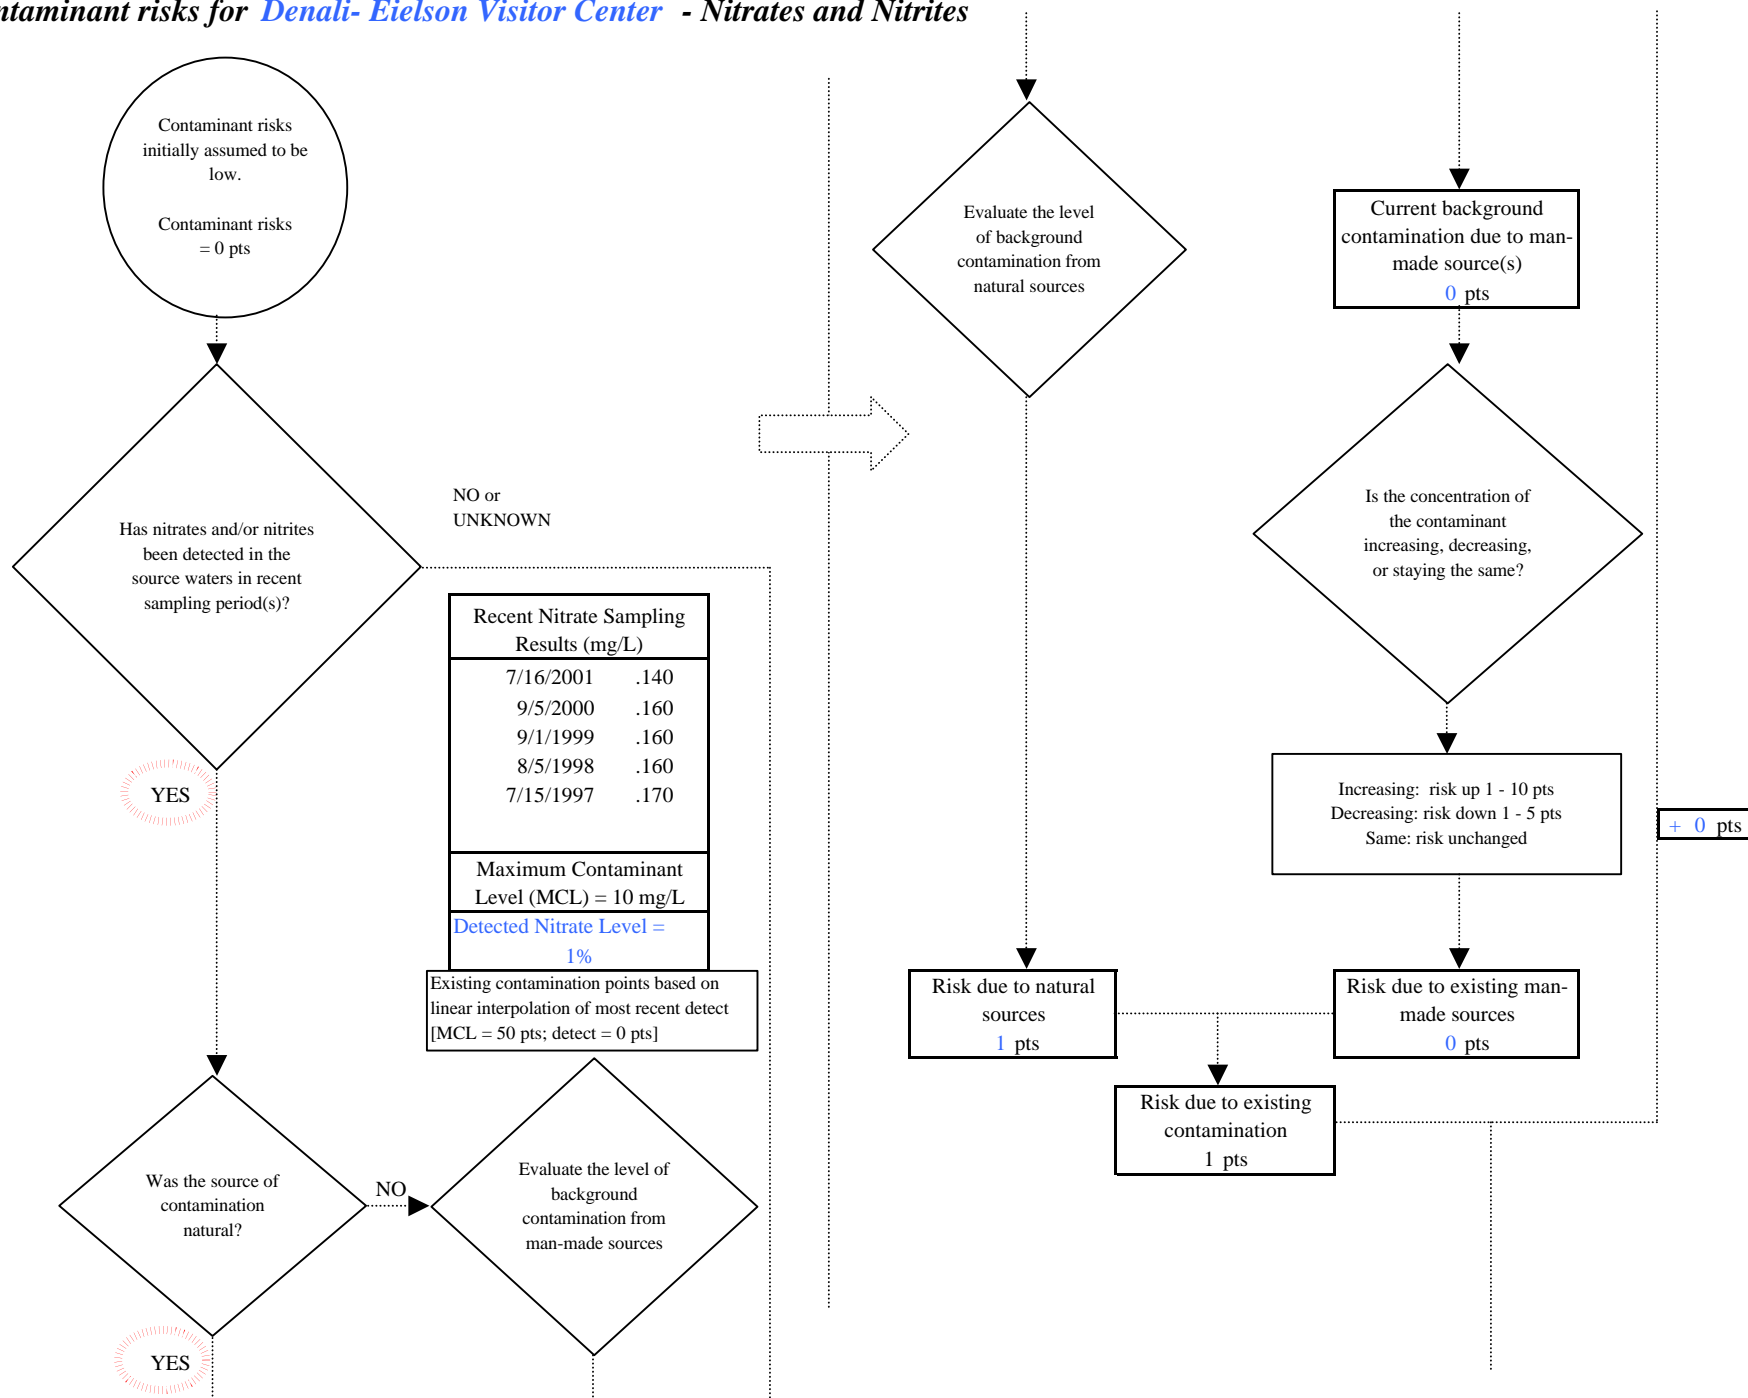 ntaminant risks for Denali- Eielson Visitor Center - Nitrates and Nitrites
Contaminant risks
initially assumed to be
low.
Contaminant risks
= 0 pts
Has nitrates and/or nitrites
been detected in the
source waters in recent
sampling period(s)?
NO or
UNKNOWN
YES
Recent Nitrate Sampling
Results (mg/L)
7/16/2001 .140
9/5/2000 .160
9/1/1999 .160
8/5/1998 .160
7/15/1997 .170
Maximum Contaminant
Level (MCL) = 10 mg/L
Detected Nitrate Level =
1%
Existing contamination points based on
linear interpolation of most recent detect
[MCL = 50 pts; detect = 0 pts]
Was the source of
contamination
natural?
NO
YES
Evaluate the level of
background
contamination from
man-made sources
Evaluate the level
of background
contamination from
natural sources
Current background
contamination due to man-
made source(s)
0 pts
Is the concentration of
the contaminant
increasing, decreasing,
or staying the same?
Increasing: risk up 1 - 10 pts
Decreasing: risk down 1 - 5 pts
Same: risk unchanged
+ 0 pts
Risk due to natural
sources
1 pts
Risk due to existing man-
made sources
0 pts
Risk due to existing
contamination
1 pts